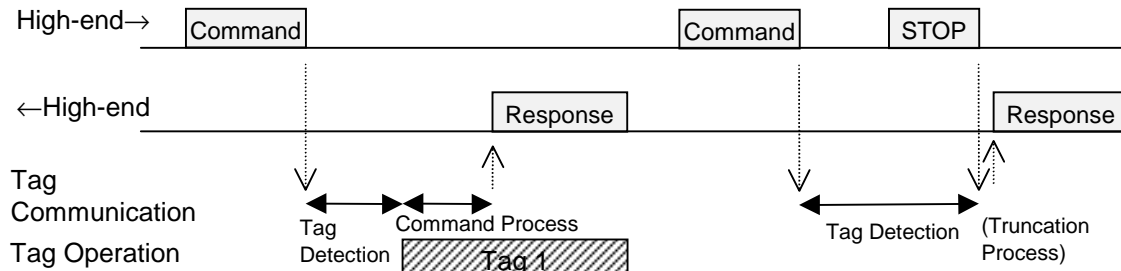 High-end→
Command
Command
STOP
←High-end
Response
Response
Tag
Communication
Tag
Detection
Command Process
Tag Detection
(Truncation
Process)
Tag Operation
Tag 1